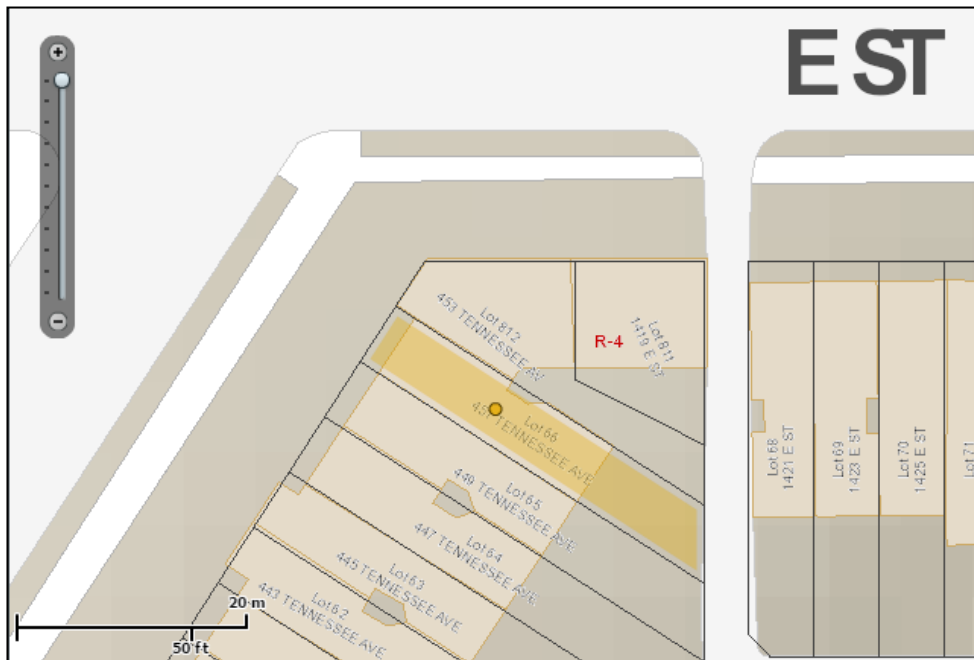 E ST
Lot 812
453 TENNESSEE AV
R-4
Lot 811
1419 E ST
Lot 66
451 TENNESSEE AVE
Lot 65
449 TENNESSEE AVE
Lot 64
447 TENNESSEE AVE
Lot 63
445 TENNESSEE AVE
Lot 62
443 TENNESSEE AVE
Lot 68
1421 E ST
Lot 69
1423 E ST
Lot 70
1425 E ST
Lot 71
20 m
50 ft